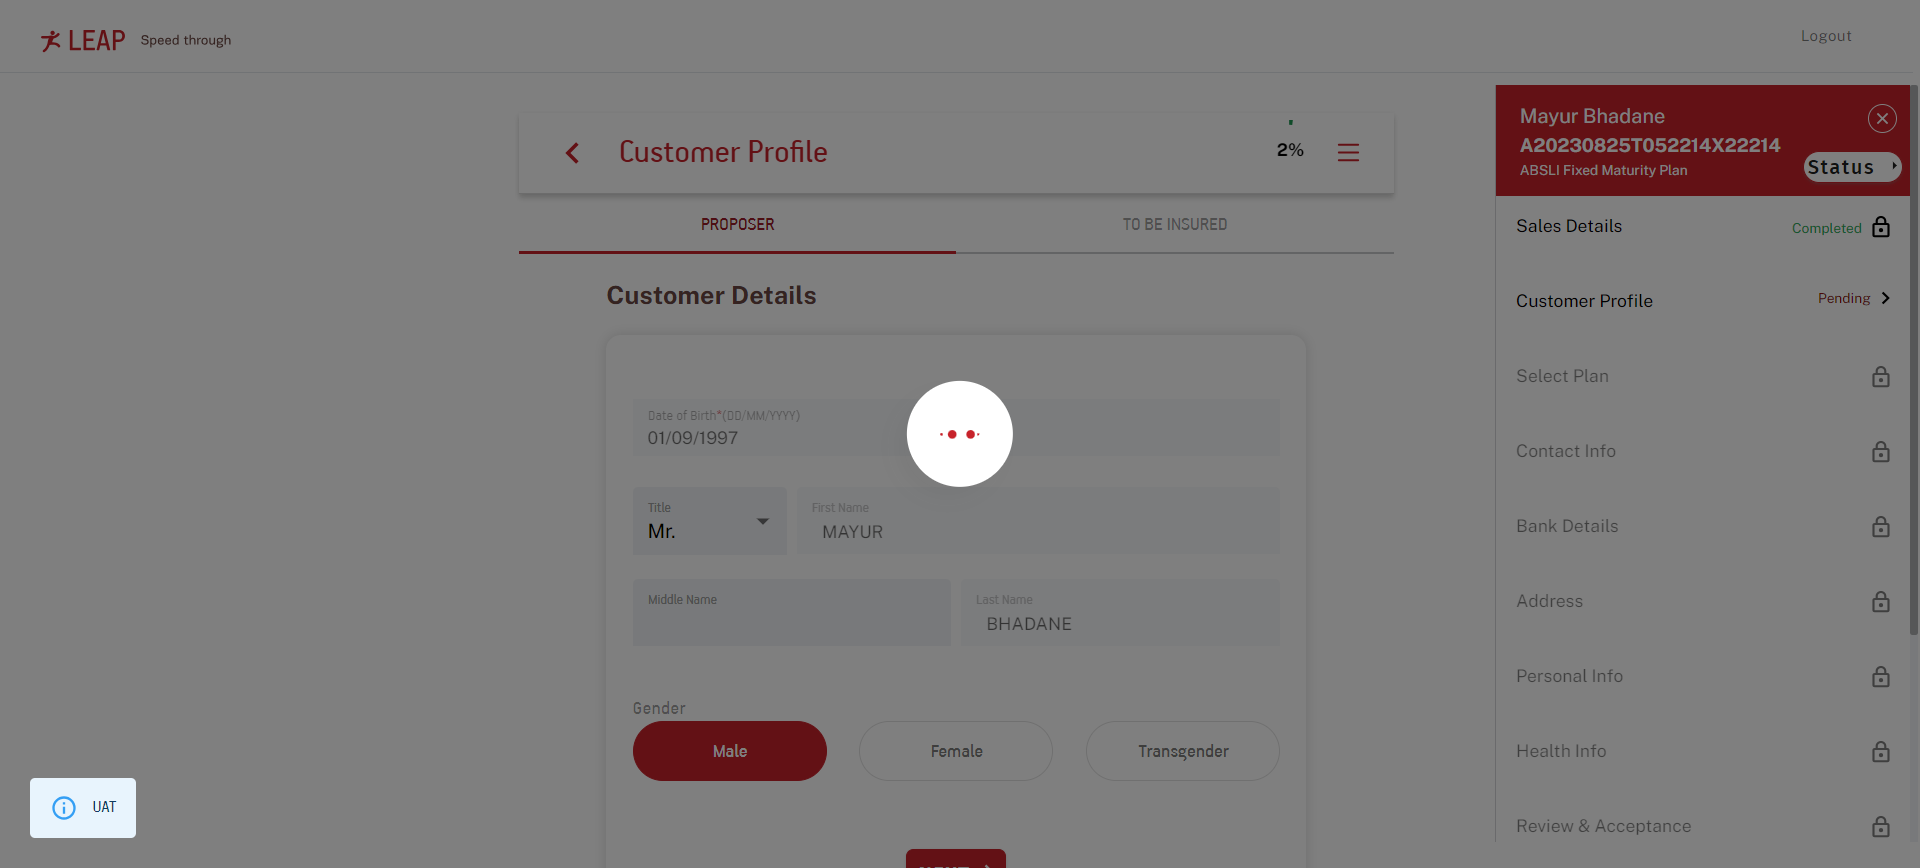 LEAP Speed through
Logout
Customer Profile
2%
PROPOSER
TO BE INSURED
Customer Details
Date of Birth*(DD/MM/YYYY)
01/09/1997
Title
Mr.
First Name
MAYUR
Middle Name
Last Name
BHADANE
Gender
Male
Female
Transgender
NEXT
UAT
Mayur Bhadane
A20230825T052214X22214
ABSLI Fixed Maturity Plan
Status
Sales Details
Completed
Customer Profile
Pending
Select Plan
Contact Info
Bank Details
Address
Personal Info
Health Info
Review & Acceptance